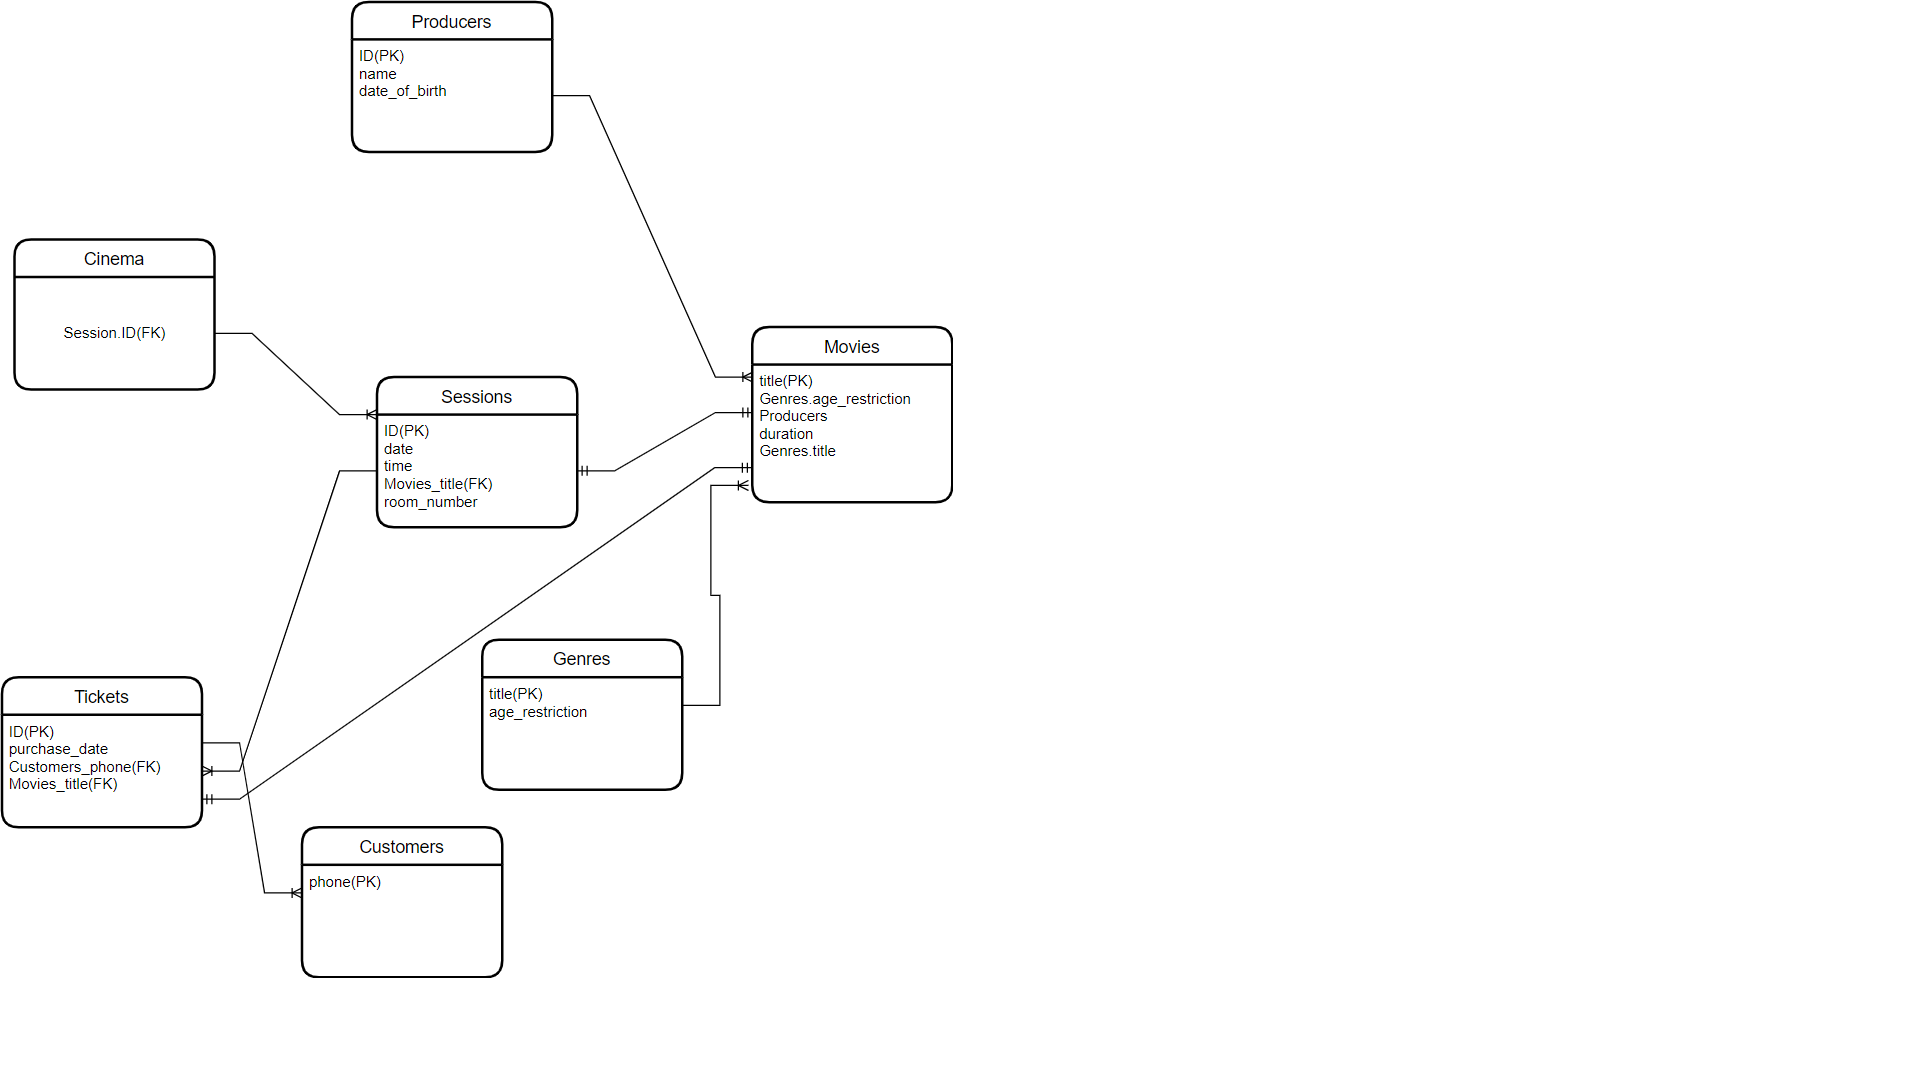 Producers
ID(PK)
name
date_of_birth
Cinema
Session.ID(FK)
Sessions
ID(PK)
date
time
Movies_title(FK)
room_number
Movies
title(PK)
Genres.age_restriction
Producers
duration
Genres.title
Genres
title(PK)
age_restriction
Tickets
ID(PK)
purchase_date
Customers_phone(FK)
Movies_title(FK)
Customers
phone(PK)